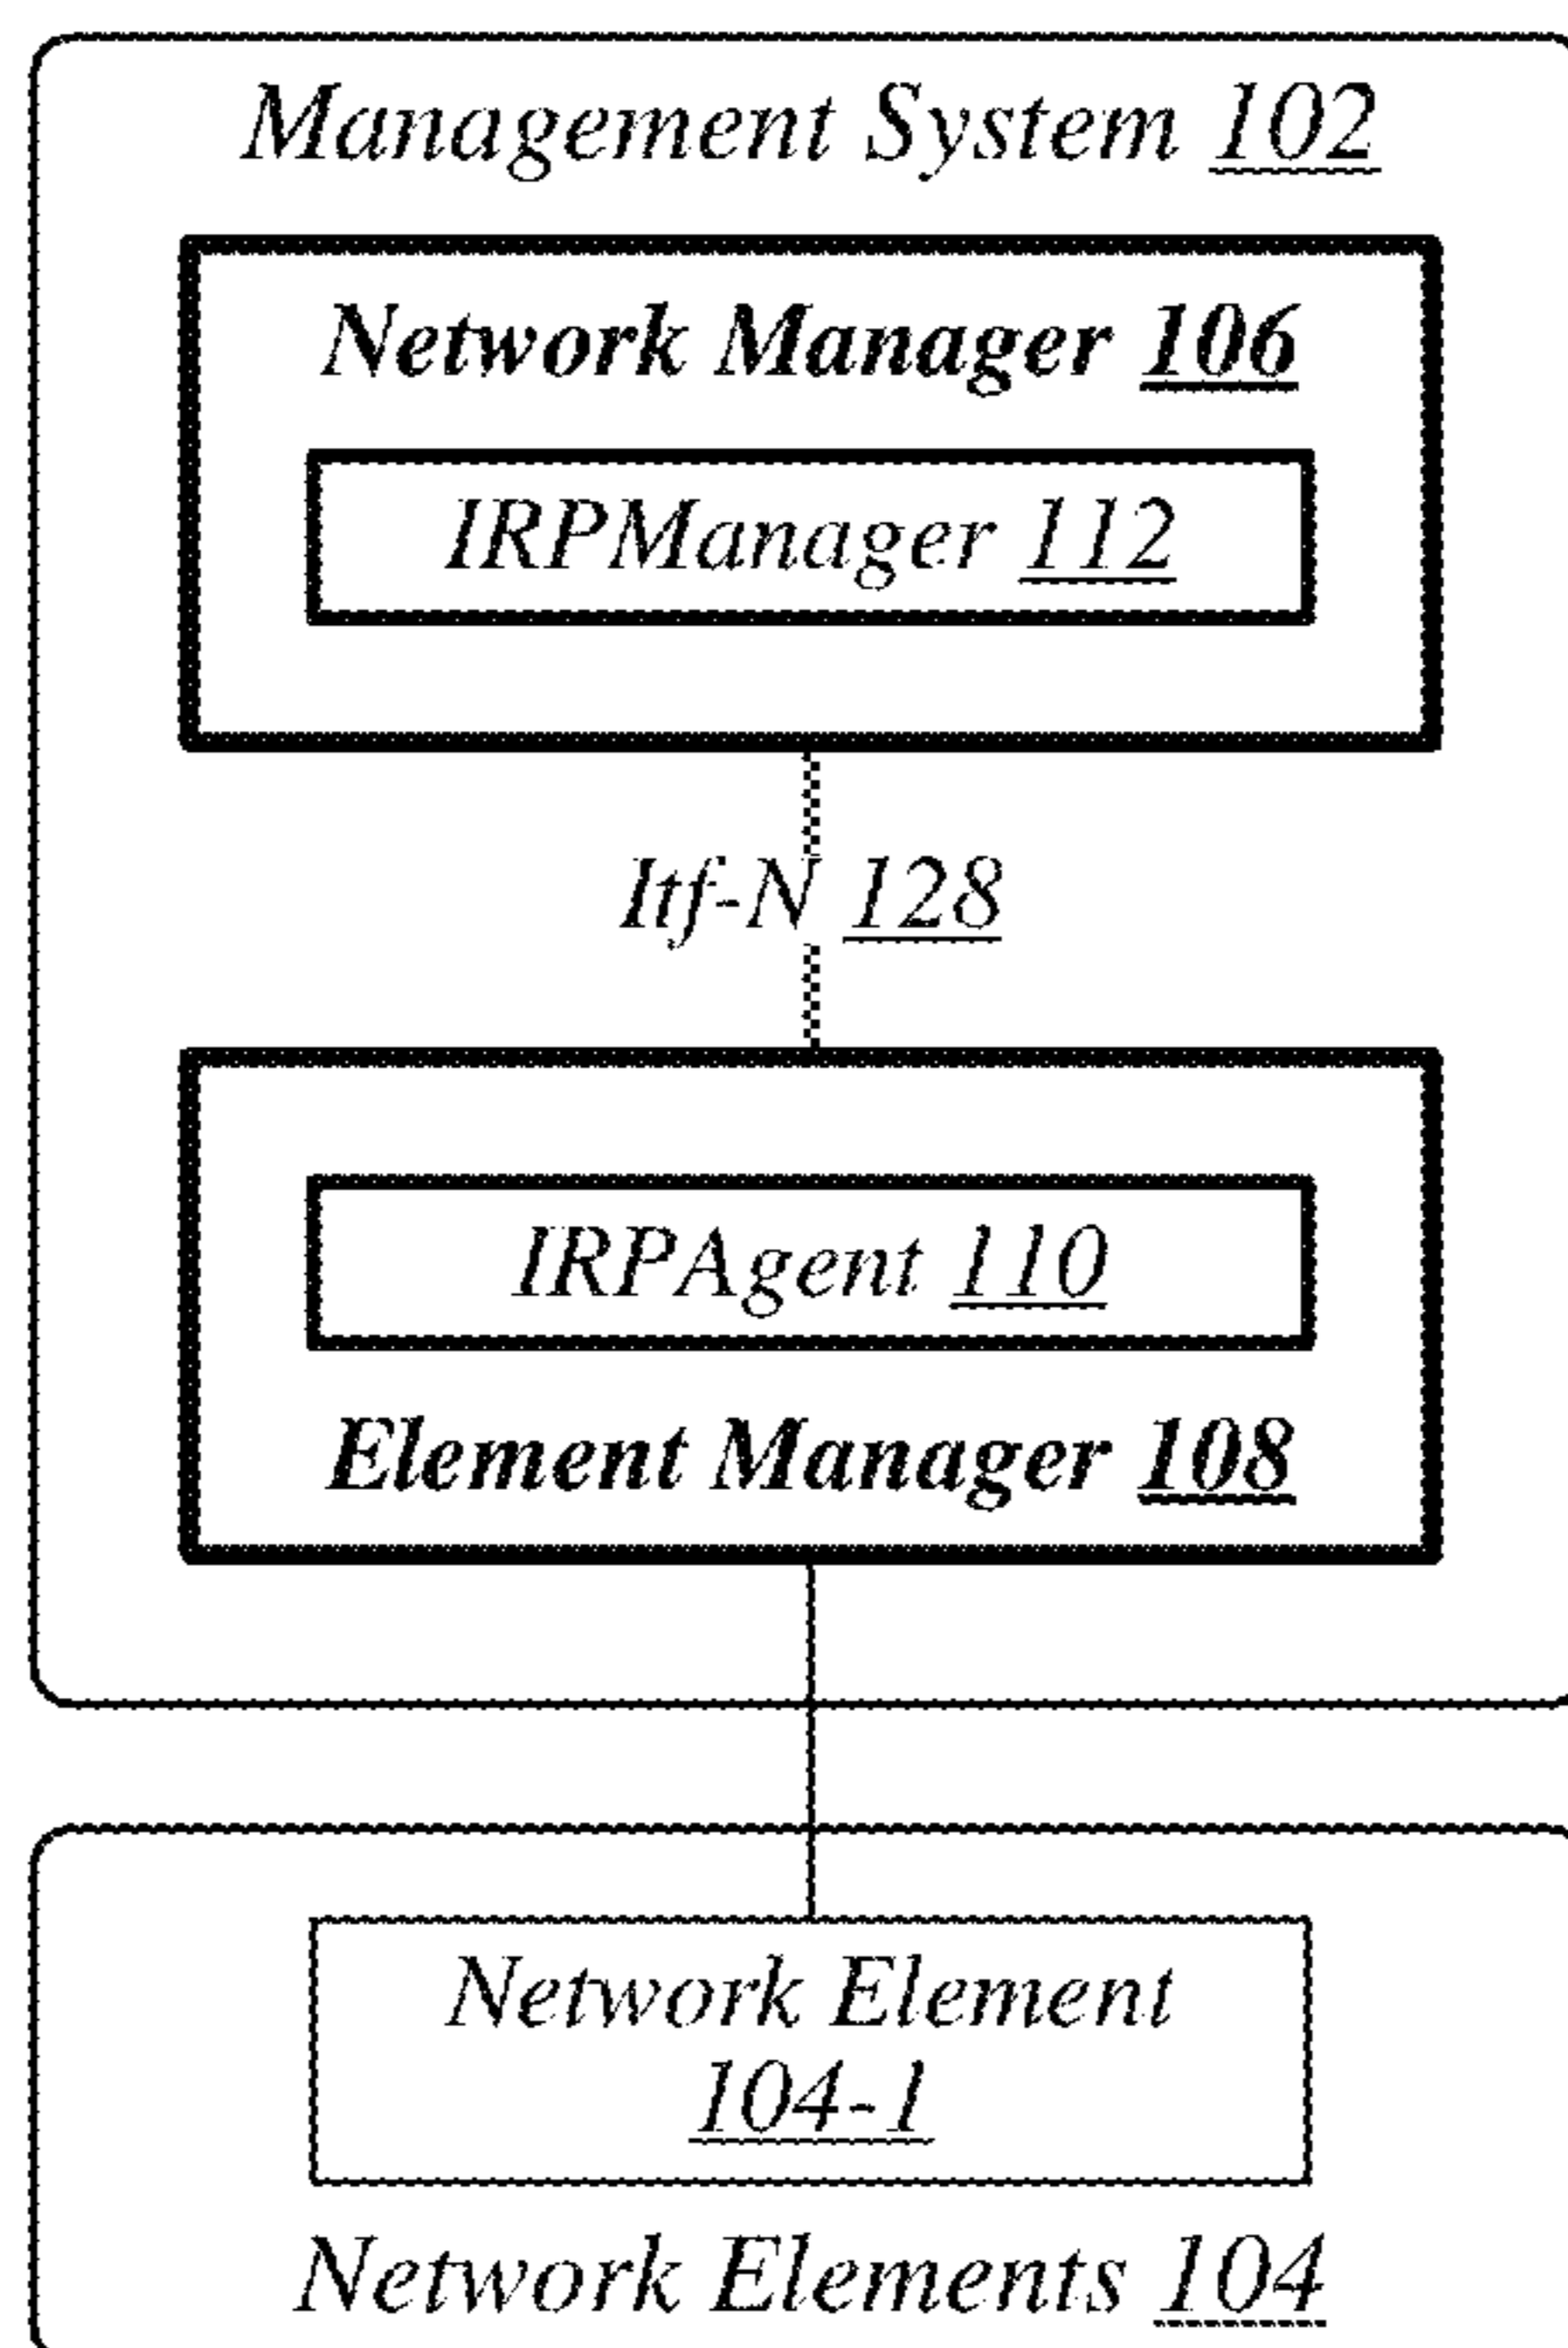 Management System 102
Network Manager 106
IRPManager 112
Itf-N 128
IRPAgent 110
Element Manager 108
Network Element
104-1
Network Elements 104